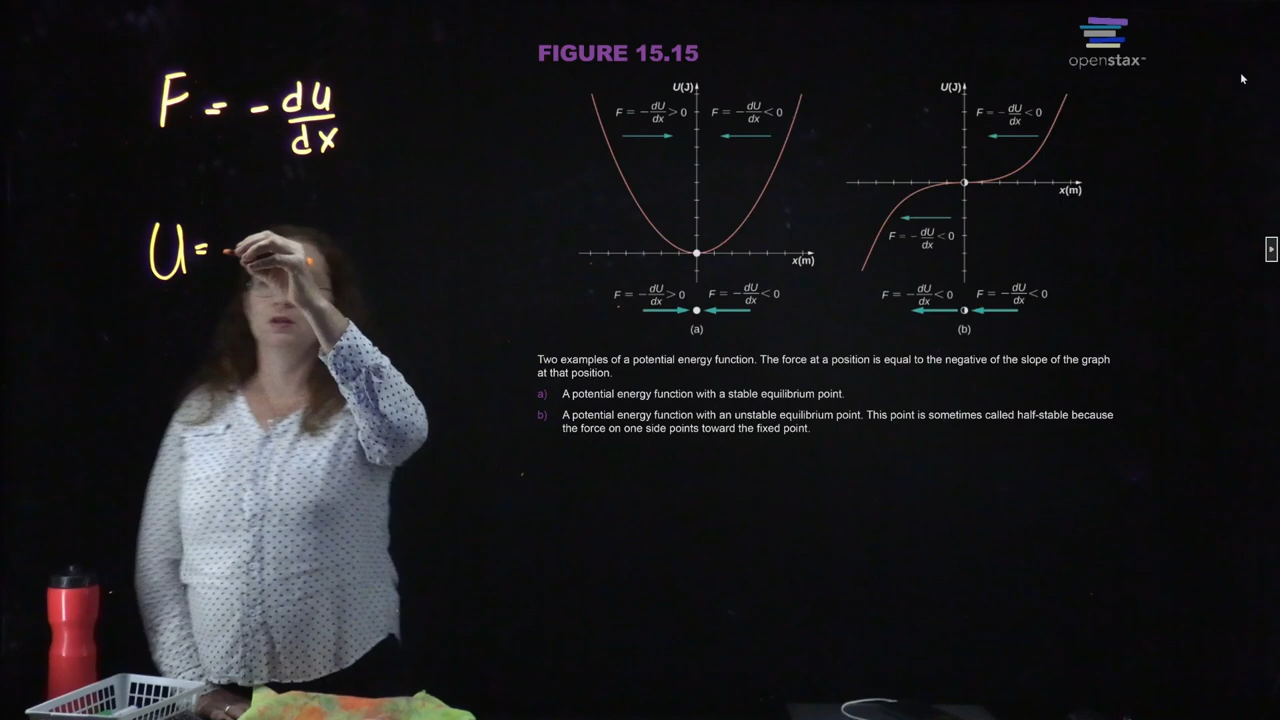 F = - dU/dx
U = -
FIGURE 15.15
openstax™
U(J)
F = - dU/dx > 0 F = - dU/dx < 0
x(m)
F = - dU/dx > 0 F = - dU/dx < 0
(a)
U(J)
F = - dU/dx < 0
x(m)
F = - dU/dx < 0
F = - dU/dx < 0 F = - dU/dx < 0
(b)
Two examples of a potential energy function. The force at a position is equal to the negative of the slope of the graph
at that position.
a) A potential energy function with a stable equilibrium point.
b) A potential energy function with an unstable equilibrium point. This point is sometimes called half-stable because
the force on one side points toward the fixed point.